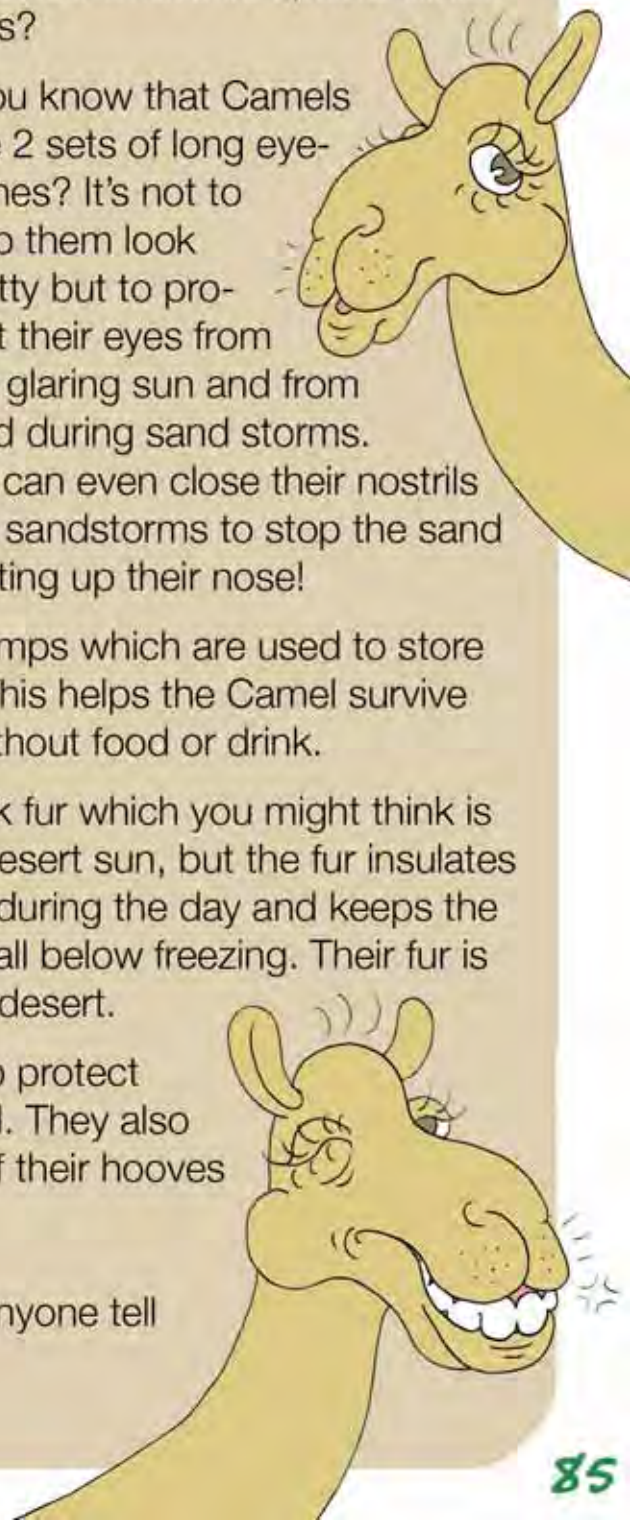 s?
ou know that Camels
e 2 sets of long eye-
hes? It's not to
o them look
tty but to pro-
t their eyes from
glaring sun and from
d during sand storms.
can even close their nostrils
sandstorms to stop the sand
ting up their nose!
mps which are used to store
his helps the Camel survive
thout food or drink.
k fur which you might think is
esert sun, but the fur insulates
during the day and keeps the
all below freezing. Their fur is
desert.
o protect
l. They also
f their hooves
nyone tell
85